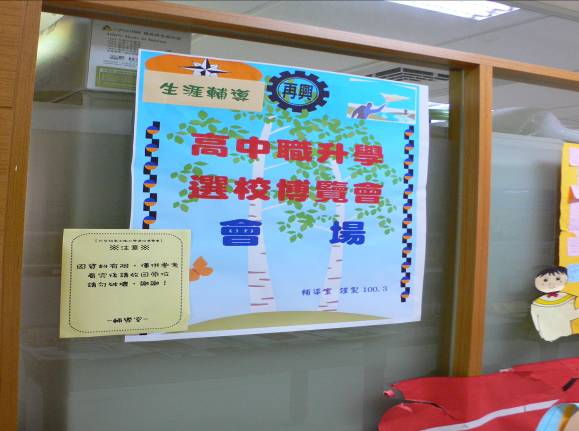 生涯輔導
再興
高中職升學
選校博覽會
會場
輔導室 謹製 100.3
※注意※
因資料有限，僅供參考
看完後請放回原位
請勿破壞，謝謝！
~輔導室~